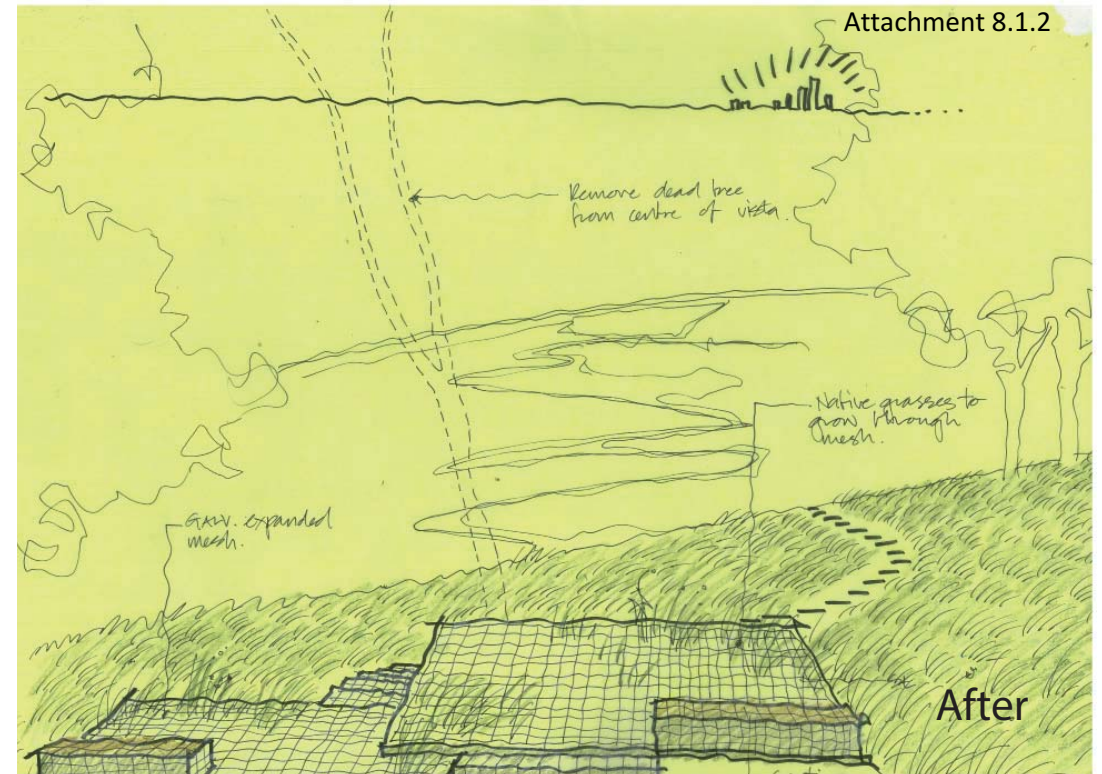 Attachment 8.1.2
Remove dead tree
from centre of vista.
Native grasses to
grow through
mesh.
GALV. expanded
mesh.
After